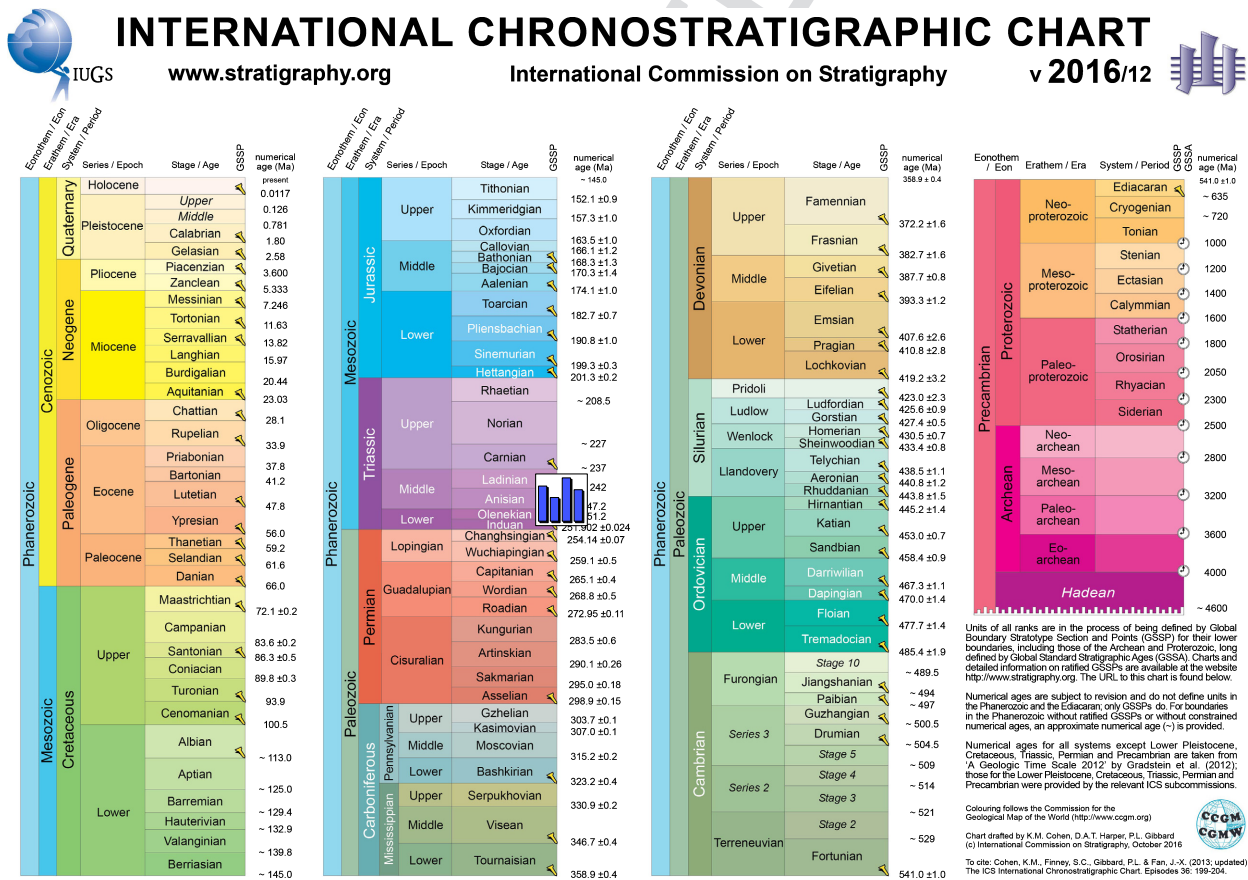 INTERNATIONAL CHRONOSTRATIGRAPHIC CHART
IUGS
www.stratigraphy.org
International Commission on Stratigraphy
v 2016/12
Eonothem / Eon
Erathem / Era
System / Period
Series / Epoch
Stage / Age
GSSP
numerical age (Ma)
present
Phanerozoic
Cenozoic
Quaternary
Holocene
0.0117
Pleistocene
Upper
0.126
Middle
0.781
Calabrian
1.80
Gelasian
2.58
Neogene
Pliocene
Piacenzian
3.600
Zanclean
5.333
Miocene
Messinian
7.246
Tortonian
11.63
Serravallian
13.82
Langhian
15.97
Burdigalian
20.44
Aquitanian
23.03
Paleogene
Oligocene
Chattian
28.1
Rupelian
33.9
Eocene
Priabonian
37.8
Bartonian
41.2
Lutetian
47.8
Ypresian
56.0
Paleocene
Thanetian
59.2
Selandian
61.6
Danian
66.0
Mesozoic
Cretaceous
Upper
Maastrichtian
72.1 ±0.2
Campanian
83.6 ±0.2
Santonian
86.3 ±0.5
Coniacian
89.8 ±0.3
Turonian
93.9
Cenomanian
100.5
Lower
Albian
~ 113.0
Aptian
~ 125.0
Barremian
~ 129.4
Hauterivian
~ 132.9
Valanginian
~ 139.8
Berriasian
~ 145.0
Eonothem / Eon
Erathem / Era
System / Period
Series / Epoch
Stage / Age
GSSP
numerical age (Ma)
~ 145.0
Phanerozoic
Mesozoic
Jurassic
Upper
Tithonian
152.1 ±0.9
Kimmeridgian
157.3 ±1.0
Oxfordian
163.5 ±1.0
Middle
Callovian
166.1 ±1.2
Bathonian
168.3 ±1.3
Bajocian
170.3 ±1.4
Aalenian
174.1 ±1.0
Lower
Toarcian
182.7 ±0.7
Pliensbachian
190.8 ±1.0
Sinemurian
199.3 ±0.3
Hettangian
201.3 ±0.2
Triassic
Upper
Rhaetian
~ 208.5
Norian
~ 227
Carnian
~ 237
Middle
Ladinian
242
Anisian
47.2
Lower
Olenekian
51.2
Induan
251.902 ±0.024
Paleozoic
Permian
Lopingian
Changhsingian
254.14 ±0.07
Wuchiapingian
259.1 ±0.5
Guadalupian
Capitanian
265.1 ±0.4
Wordian
268.8 ±0.5
Roadian
272.95 ±0.11
Cisuralian
Kungurian
283.5 ±0.6
Artinskian
290.1 ±0.26
Sakmarian
295.0 ±0.18
Asselian
298.9 ±0.15
Carboniferous
Pennsylvanian
Upper
Gzhelian
303.7 ±0.1
Kasimovian
307.0 ±0.1
Middle
Moscovian
315.2 ±0.2
Lower
Bashkirian
323.2 ±0.4
Mississippian
Upper
Serpukhovian
330.9 ±0.2
Middle
Visean
346.7 ±0.4
Lower
Tournaisian
358.9 ±0.4
Eonothem / Eon
Erathem / Era
System / Period
Series / Epoch
Stage / Age
GSSP
numerical age (Ma)
358.9 ± 0.4
Phanerozoic
Paleozoic
Devonian
Upper
Famennian
372.2 ±1.6
Frasnian
382.7 ±1.6
Middle
Givetian
387.7 ±0.8
Eifelian
393.3 ±1.2
Lower
Emsian
407.6 ±2.6
Pragian
410.8 ±2.8
Lochkovian
419.2 ±3.2
Silurian
Pridoli
423.0 ±2.3
Ludlow
Ludfordian
425.6 ±0.9
Gorstian
427.4 ±0.5
Wenlock
Homerian
430.5 ±0.7
Sheinwoodian
433.4 ±0.8
Llandovery
Telychian
438.5 ±1.1
Aeronian
440.8 ±1.2
Rhuddanian
443.8 ±1.5
Ordovician
Upper
Hirnantian
445.2 ±1.4
Katian
453.0 ±0.7
Sandbian
458.4 ±0.9
Middle
Darriwilian
467.3 ±1.1
Dapingian
470.0 ±1.4
Lower
Floian
477.7 ±1.4
Tremadocian
485.4 ±1.9
Cambrian
Furongian
Stage 10
~ 489.5
Jiangshanian
~ 494
Paibian
~ 497
Series 3
Guzhangian
~ 500.5
Drumian
~ 504.5
Stage 5
~ 509
Series 2
Stage 4
~ 514
Stage 3
~ 521
Terreneuvian
Stage 2
~ 529
Fortunian
541.0 ±1.0
Eonothem / Eon
Erathem / Era
System / Period
GSSP
GSSA
numerical age (Ma)
541.0 ±1.0
Precambrian
Proterozoic
Neo-proterozoic
Ediacaran
~ 635
Cryogenian
~ 720
Tonian
1000
Meso-proterozoic
Stenian
1200
Ectasian
1400
Calymmian
1600
Paleo-proterozoic
Statherian
1800
Orosirian
2050
Rhyacian
2300
Siderian
2500
Archean
Neo-archean
2800
Meso-archean
3200
Paleo-archean
3600
Eo-archean
4000
Hadean
~ 4600
Units of all ranks are in the process of being defined by Global
Boundary Stratotype Section and Points (GSSP) for their lower
boundaries, including those of the Archean and Proterozoic, long
defined by Global Standard Stratigraphic Ages (GSSA). Charts and
detailed information on ratified GSSPs are available at the website
http://www.stratigraphy.org. The URL to this chart is found below.
Numerical ages are subject to revision and do not define units in
the Phanerozoic and the Ediacaran; only GSSPs do. For boundaries
in the Phanerozoic without ratified GSSPs or without constrained
numerical ages, an approximate numerical age (~) is provided.
Numerical ages for all systems except Lower Pleistocene,
Cretaceous, Triassic, Permian and Precambrian are taken from
'A Geologic Time Scale 2012' by Gradstein et al. (2012);
those for the Lower Pleistocene, Cretaceous, Triassic, Permian and
Precambrian were provided by the relevant ICS subcommissions.
Colouring follows the Commission for the
Geological Map of the World (http://www.ccgm.org)
CCGM
CGMW
Chart drafted by K.M. Cohen, D.A.T. Harper, P.L. Gibbard
(c) International Commission on Stratigraphy, October 2016
To cite: Cohen, K.M., Finney, S.C., Gibbard, P.L. & Fan, J.-X. (2013; updated)
The ICS International Chronostratigraphic Chart. Episodes 36: 199-204.